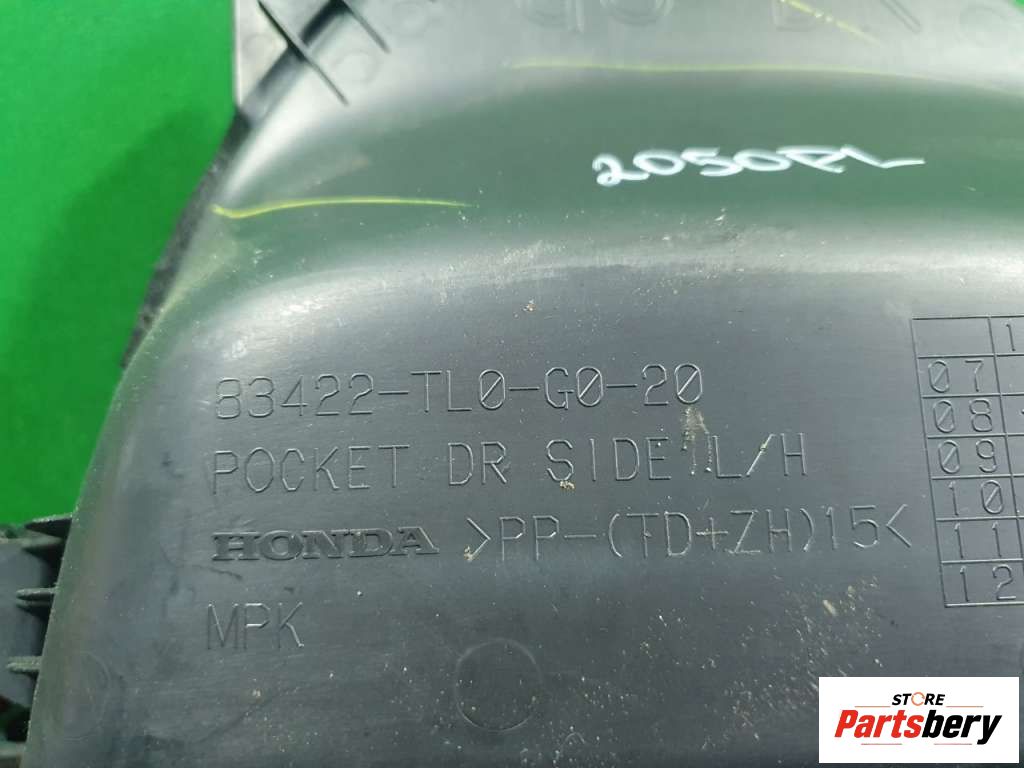 2050PL
83422-TL0-G0-20
POCKET DR SIDE L/H
HONDA >PP-(TD+ZH)15<
MPK
1
07
08
09
10
11
12
STORE
Partsbery